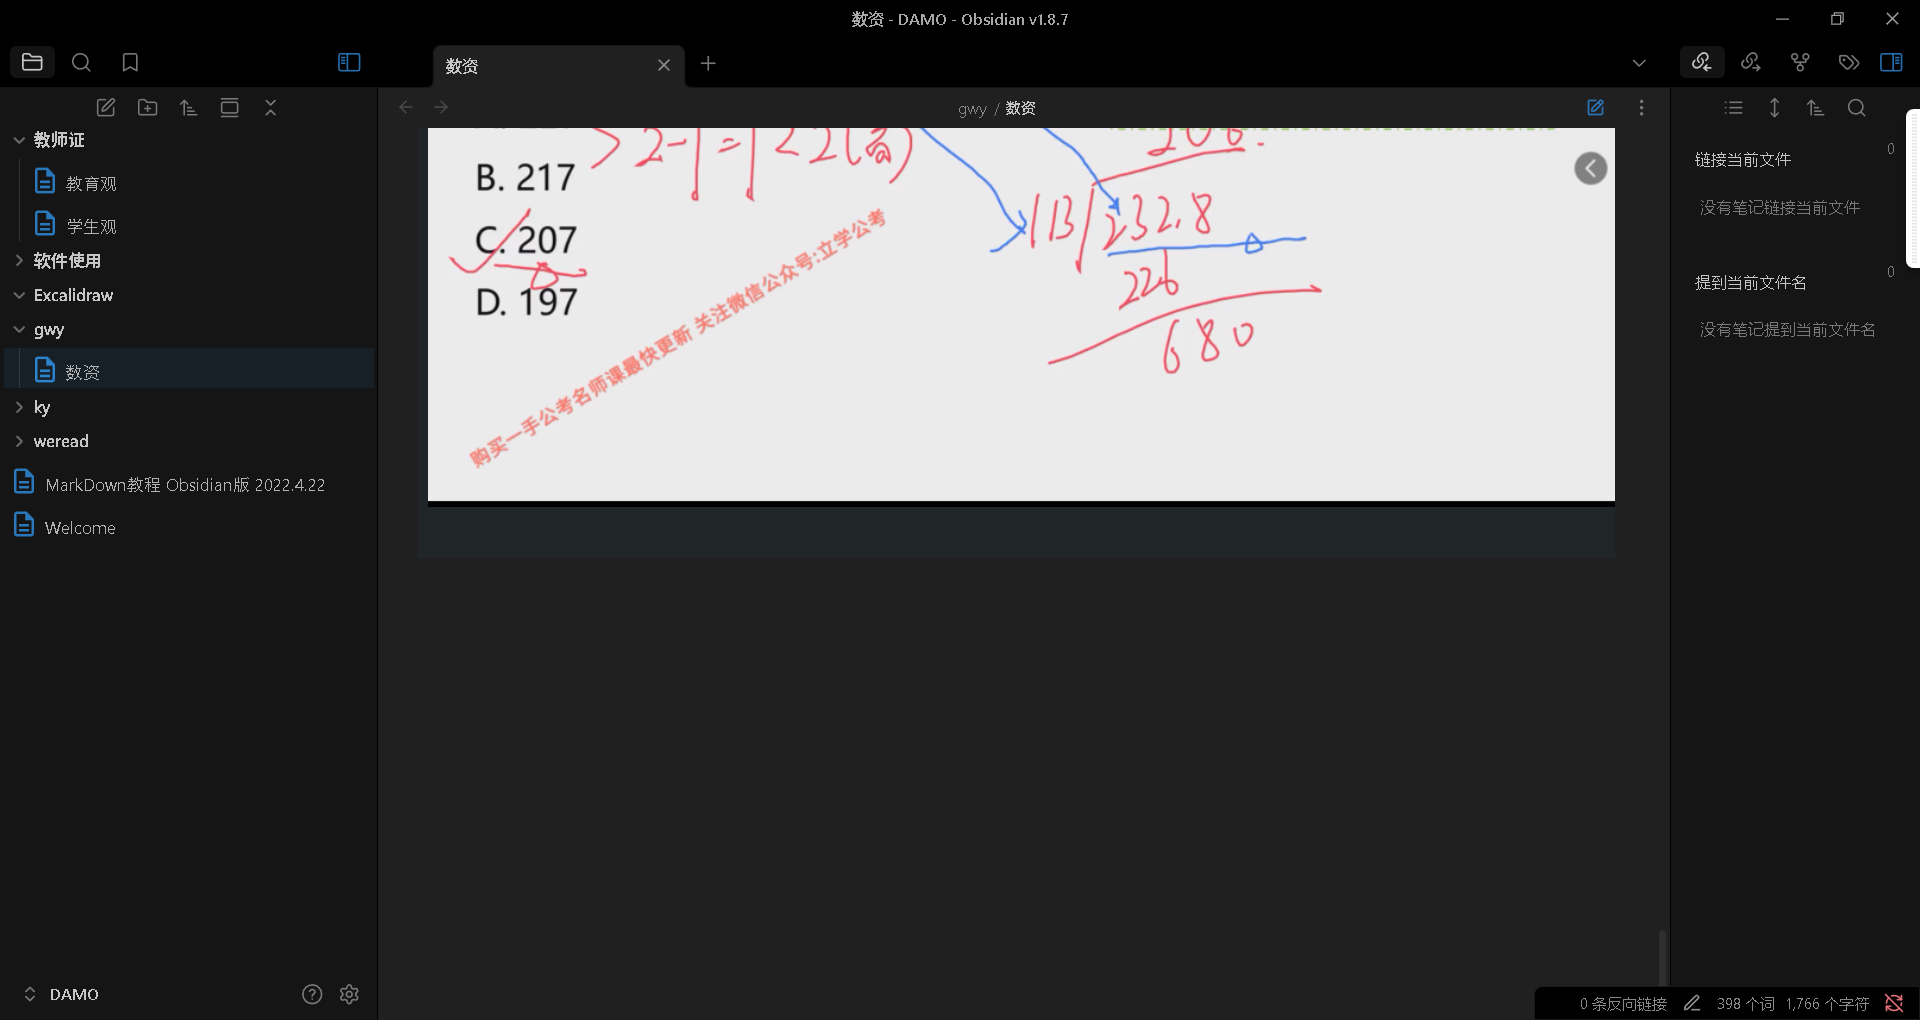 数资 - DAMO - Obsidian v1.8.7
数资
gwy / 数资
教师证
教育观
学生观
软件使用
Excalidraw
gwy
数资
ky
weread
MarkDown教程 Obsidian版 2022.4.22
Welcome
DAMO
2-1=1<2(高)
B. 217
C. 207
D. 197
113
232.8
226
680
购买一手公考名师课最快更新 关注微信公众号:立学公考
链接当前文件
0
没有笔记链接当前文件
提到当前文件名
0
没有笔记提到当前文件名
0 条反向链接
398 个词
1,766 个字符